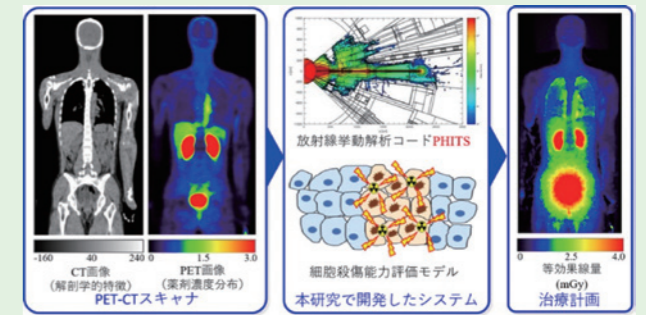 -160 40 240
CT画像
(解剖学的特徴)
0 1.5 3.0
PET画像
(薬剤濃度分布)
PET-CTスキャナ
放射線挙動解析コードPHITS
細胞殺傷能力評価モデル
本研究で開発したシステム
0 2.0 4.0
等効果線量
(mGy)
治療計画